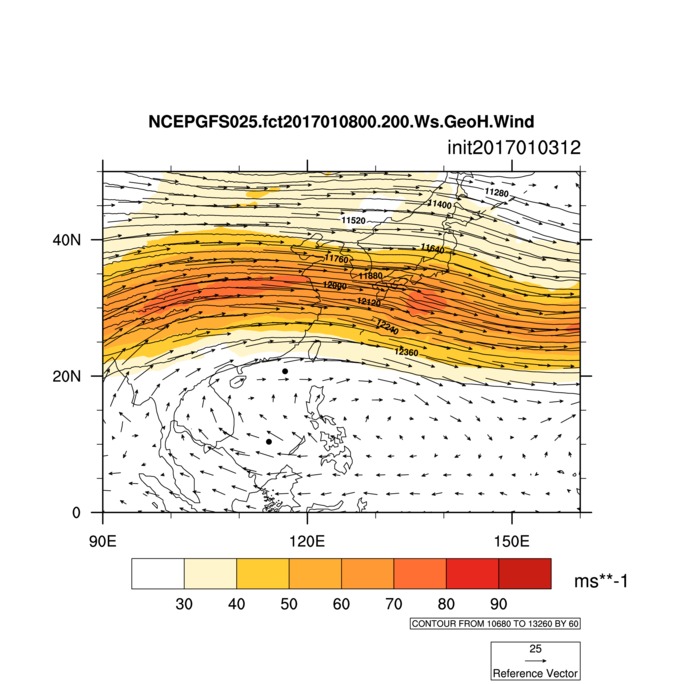 NCEPGFS025.fct2017010800.200.Ws.GeoH.Wind
init2017010312
11280
11400
11520
11640
11760
11880
12000
12120
12240
12360
40N
20N
0
90E 120E 150E
30 40 50 60 70 80 90
ms**-1
CONTOUR FROM 10680 TO 13260 BY 60
25
Reference Vector